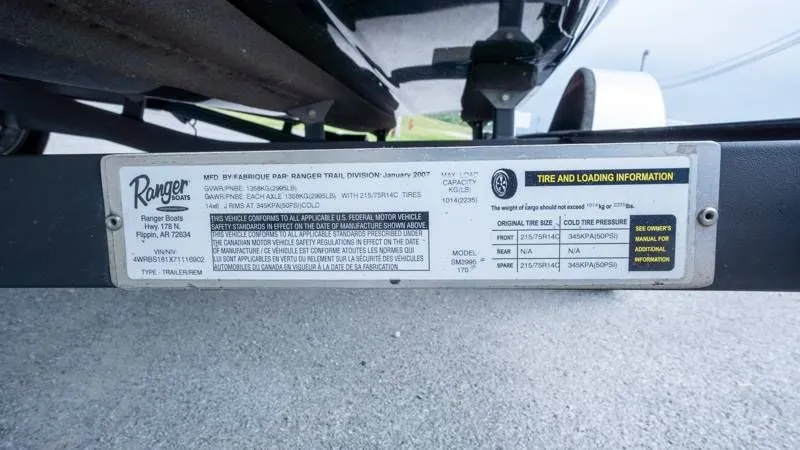 Ranger
BOATS
Ranger Boats
Hwy. 178 N.
Flippin, AR 72634
VIN/NIV:
4WRBS161X71116902
TYPE - TRAILER/REM
MFD. BY/FABRIQUE PAR: RANGER TRAIL DIVISION: January 2007
GVWR/PNBE: 1358KG(2995LB)
GAWR/PNBE: EACH AXLE 1358KG(2995LB) WITH 215/75R14C TIRES
14x6 J RIMS AT 345KPA(50PSI)COLD
THIS VEHICLE CONFORMS TO ALL APPLICABLE U.S. FEDERAL MOTOR VEHICLE
SAFETY STANDARDS IN EFFECT ON THE DATE OF MANUFACTURE SHOWN ABOVE.
THIS VEHICLE CONFORMS TO ALL APPLICABLE STANDARDS PRESCRIBED UNDER
THE CANADIAN MOTOR VEHICLE SAFETY REGULATIONS IN EFFECT ON THE DATE
OF MANUFACTURE / CE VÉHICULE EST CONFORME ATOUTES LES NORMES QUI
LUI SONT APPLICABLES EN VERTU DU RELEMENT SUR LA SÉCURITÉ DES VÉHICULES
AUTOMOBILES DU CANADA EN VIGUEUR À LA DATE DE SA FABRICATION
MAX. LOAD
CAPACITY
KG(LB)
1014(2235)
MODEL
SM2995
170
TIRE AND LOADING INFORMATION
The weight of cargo should not exceed 1014 kg or 2235 lbs.
ORIGINAL TIRE SIZE COLD TIRE PRESSURE
FRONT 215/75R14C 345KPA(50PSI)
REAR N/A N/A
SPARE 215/75R14C 345KPA(50PSI)
SEE OWNER'S
MANUAL FOR
ADDITIONAL
INFORMATION